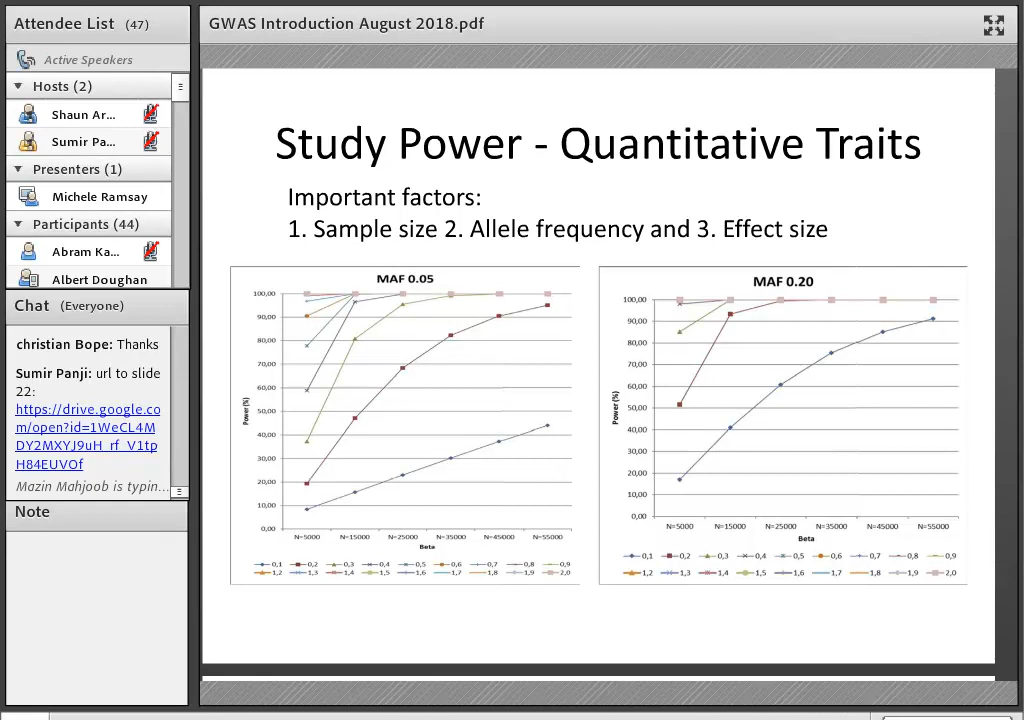 Attendee List (47)
Active Speakers
Hosts (2)
Shaun Ar...
Sumir Pa...
Presenters (1)
Michele Ramsay
Participants (44)
Abram Ka...
Albert Doughan
Chat (Everyone)
christian Bope: Thanks
Sumir Panji: url to slide
22:
https://drive.google.co
m/open?id=1WeCL4M
DY2MXYJ9uH_rf_V1tp
H84EUVOf
Mazin Mahjoob is typin...
Note
GWAS Introduction August 2018.pdf
Study Power - Quantitative Traits
Important factors:
1. Sample size 2. Allele frequency and 3. Effect size
MAF 0.05
100,00
90,00
80,00
70,00
60,00
50,00
40,00
30,00
20,00
10,00
0,00
Power (%)
N=5000 N=15000 N=25000 N=35000 N=45000 N=55000
Beta
0,1 0,2 0,3 0,4 0,5 0,6 0,7 0,8 0,9
1,2 1,3 1,4 1,5 1,6 1,7 1,8 1,9 2,0
MAF 0.20
100,00
90,00
80,00
70,00
60,00
50,00
40,00
30,00
20,00
10,00
0,00
Power (%)
N=5000 N=15000 N=25000 N=35000 N=45000 N=55000
Beta
0,1 0,2 0,3 0,4 0,5 0,6 0,7 0,8 0,9
1,2 1,3 1,4 1,5 1,6 1,7 1,8 1,9 2,0